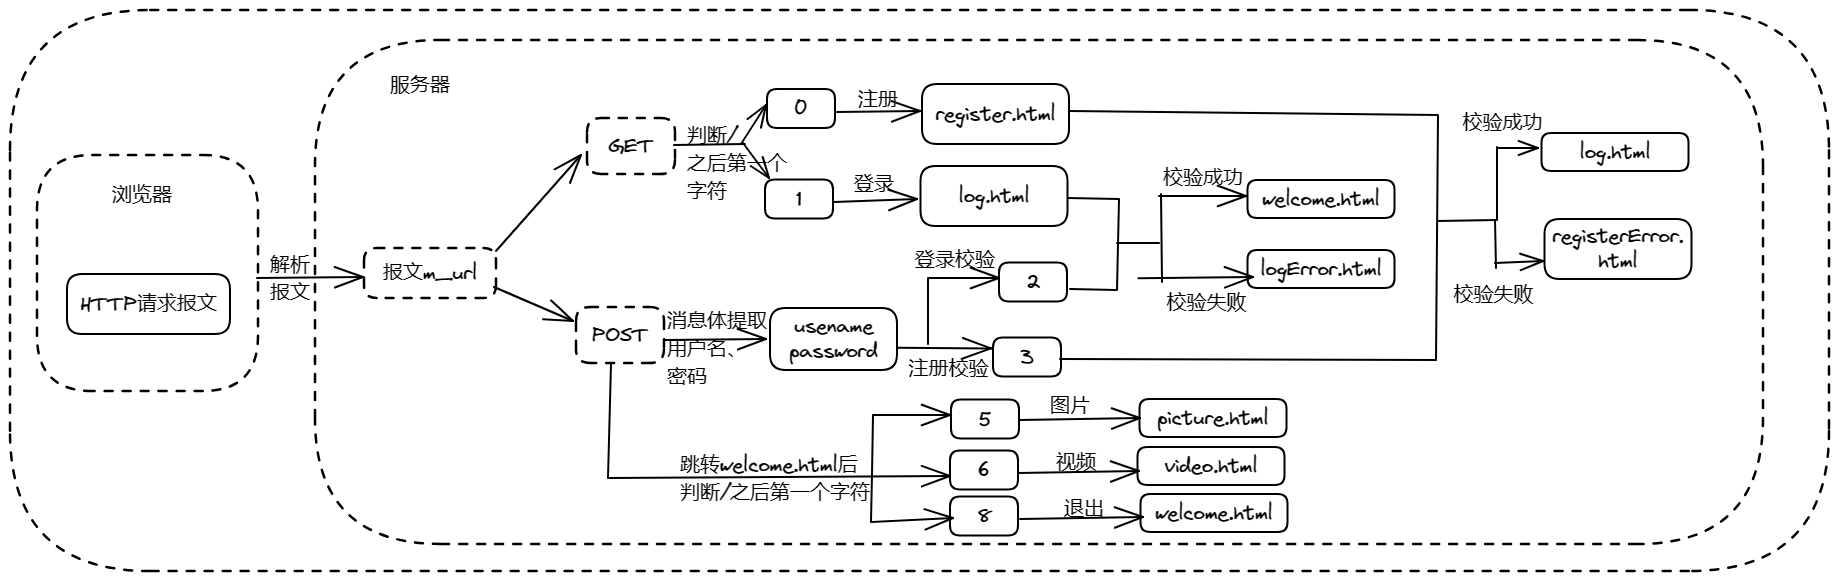 服务器
浏览器
HTTP请求报文
解析
报文
报文m_url
GET
判断/
之后第一个
字符
0
注册
register.html
1
登录
log.html
校验成功
welcome.html
logError.html
校验失败
校验成功
log.html
registerError.
html
校验失败
POST
消息体提取
用户名、
密码
usename
password
登录校验
2
注册校验
3
跳转welcome.html后
判断/之后第一个字符
5
图片
picture.html
6
视频
video.html
8
退出
welcome.html